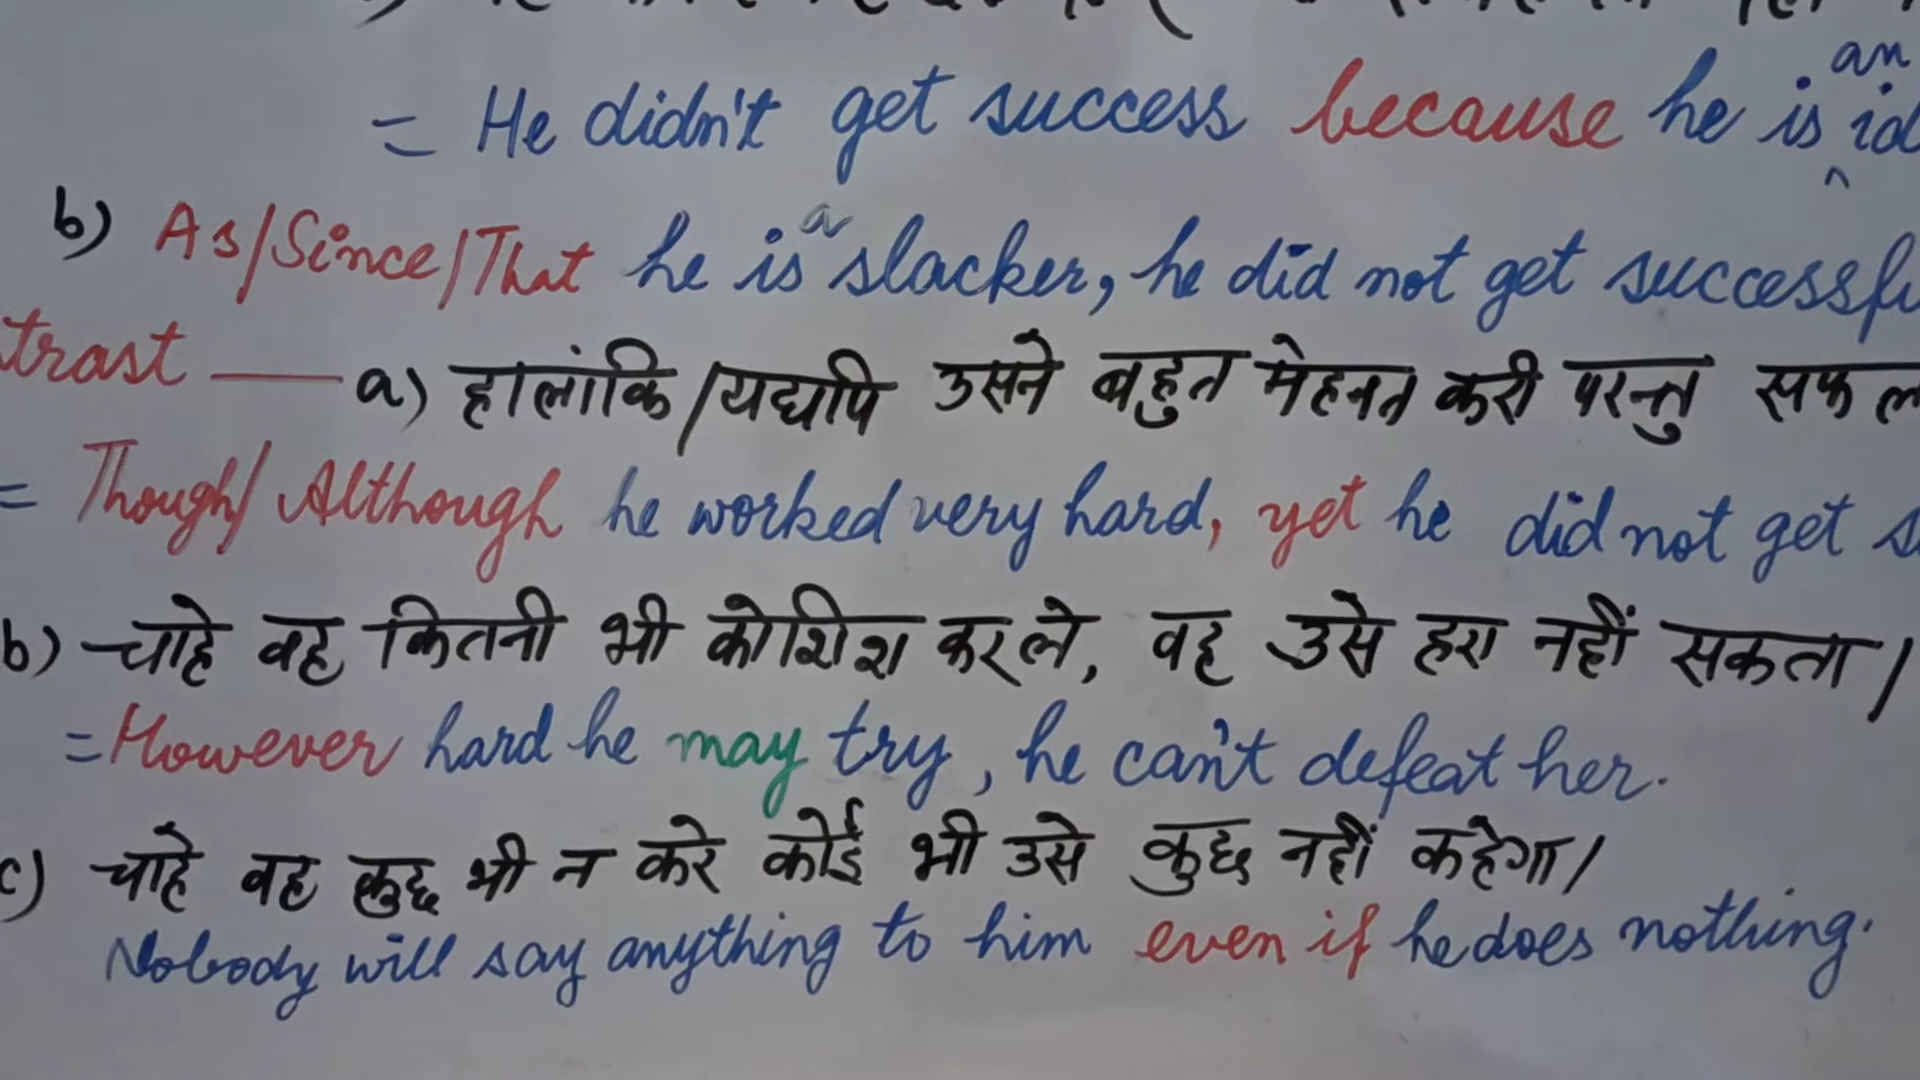 = He didn't get success because he is an
b) As/Since/That he is a slacker, he did not get
trast — a) हालांकि/यद्यपि उसने बहुत मेहनत करी परन्तु
= Though/ Although he worked very hard, yet he did not get
b) चाहे वह कितनी भी कोशिश करले, वह उसे हरा नहीं सकता।
= However hard he may try, he can't defeat her.
c) चाहे वह कुछ भी न करे कोई भी उसे कुछ नहीं कहेगा।
Nobody will say anything to him even if he does nothing.